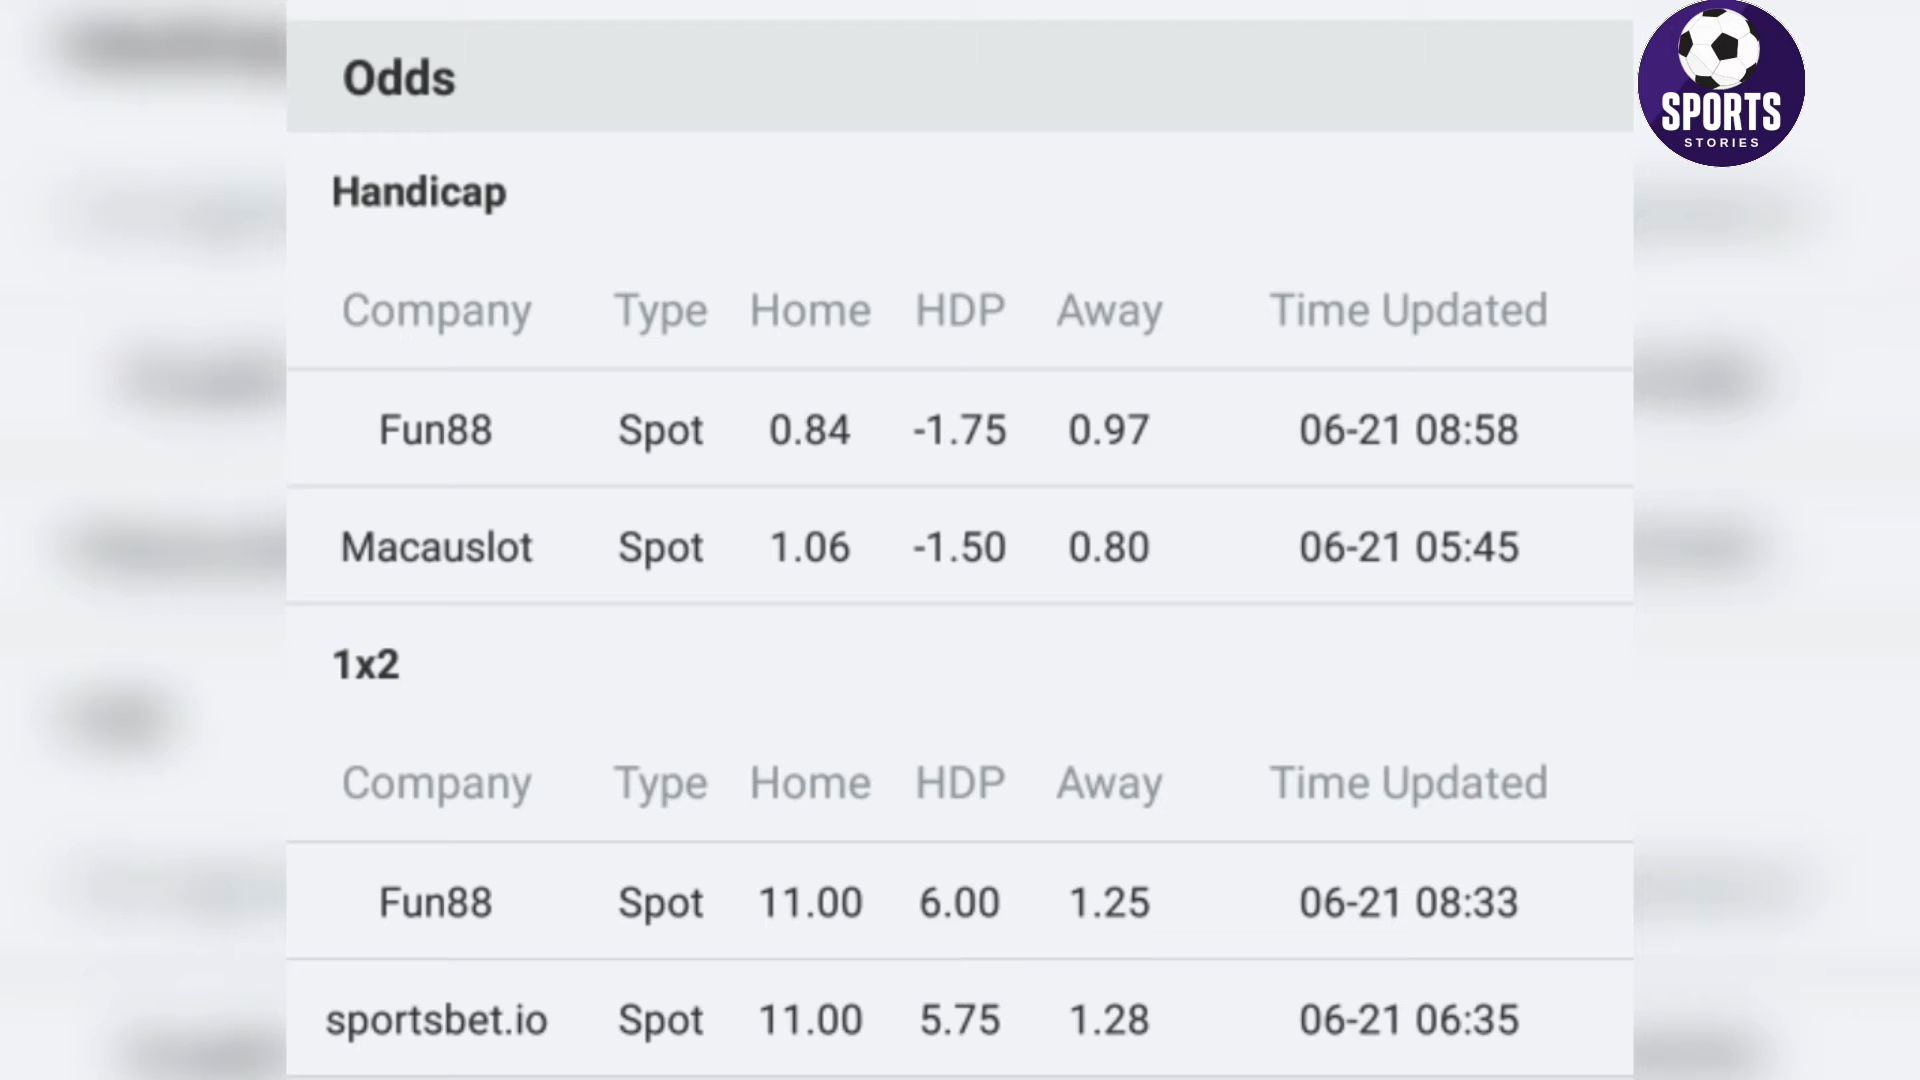 Odds
SPORTS
STORIES
Handicap
Company Type Home HDP Away Time Updated
Fun88 Spot 0.84 -1.75 0.97 06-21 08:58
Macauslot Spot 1.06 -1.50 0.80 06-21 05:45
1x2
Company Type Home HDP Away Time Updated
Fun88 Spot 11.00 6.00 1.25 06-21 08:33
sportsbet.io Spot 11.00 5.75 1.28 06-21 06:35